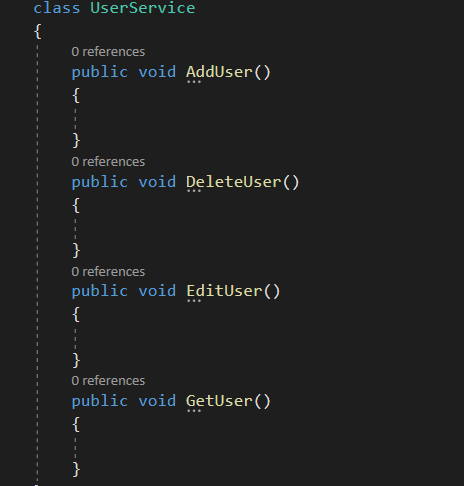 class UserService
{
0 references
public void AddUser()
{
}
0 references
public void DeleteUser()
{
}
0 references
public void EditUser()
{
}
0 references
public void GetUser()
{
}